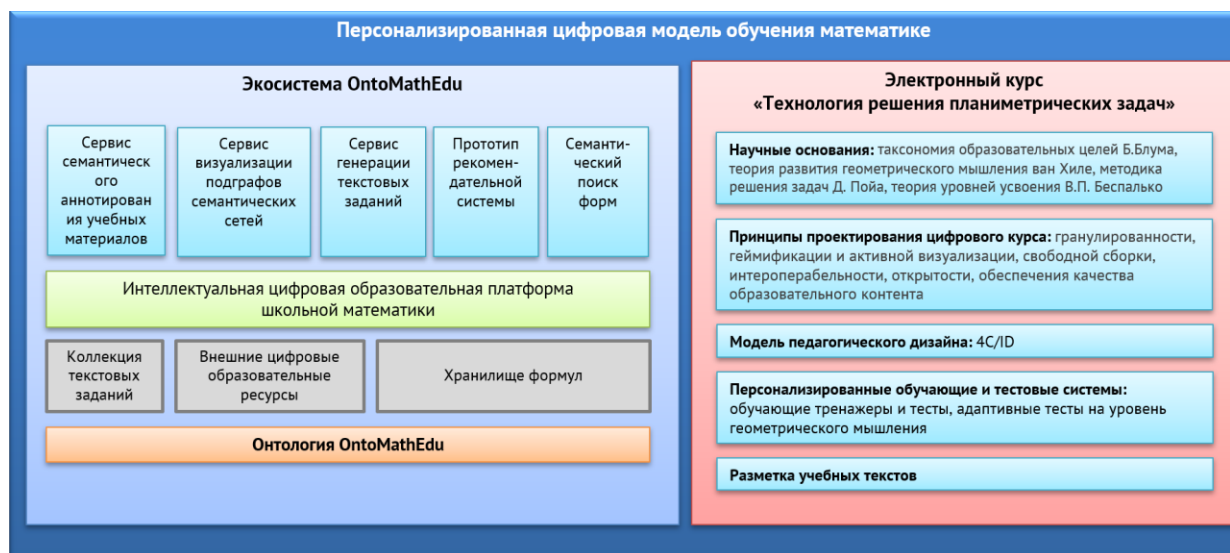 Персонализированная цифровая модель обучения математике
Экосистема OntoMathEdu
Сервис
семантическ
ого
аннотирован
ия учебных
материалов
Сервис
визуализации
подграфов
семантических
сетей
Сервис
генерации
текстовых
заданий
Прототип
рекомен-
дательной
системы
Семанти-
ческий
поиск
форм
Интеллектуальная цифровая образовательная платформа
школьной математики
Коллекция
текстовых
заданий
Внешние цифровые
образовательные
ресурсы
Хранилище формул
Онтология OntoMathEdu
Электронный курс
«Технология решения планиметрических задач»
Научные основания: таксономия образовательных целей Б.Блума,
теория развития геометрического мышления ван Хиле, методика
решения задач Д. Пойа, теория уровней усвоения В.П. Беспалько
Принципы проектирования цифрового курса: гранулированности,
геймификации и активной визуализации, свободной сборки,
интероперабельности, открытости, обеспечения качества
образовательного контента
Модель педагогического дизайна: 4C/ID
Персонализированные обучающие и тестовые системы:
обучающие тренажеры и тесты, адаптивные тесты на уровень
геометрического мышления
Разметка учебных текстов